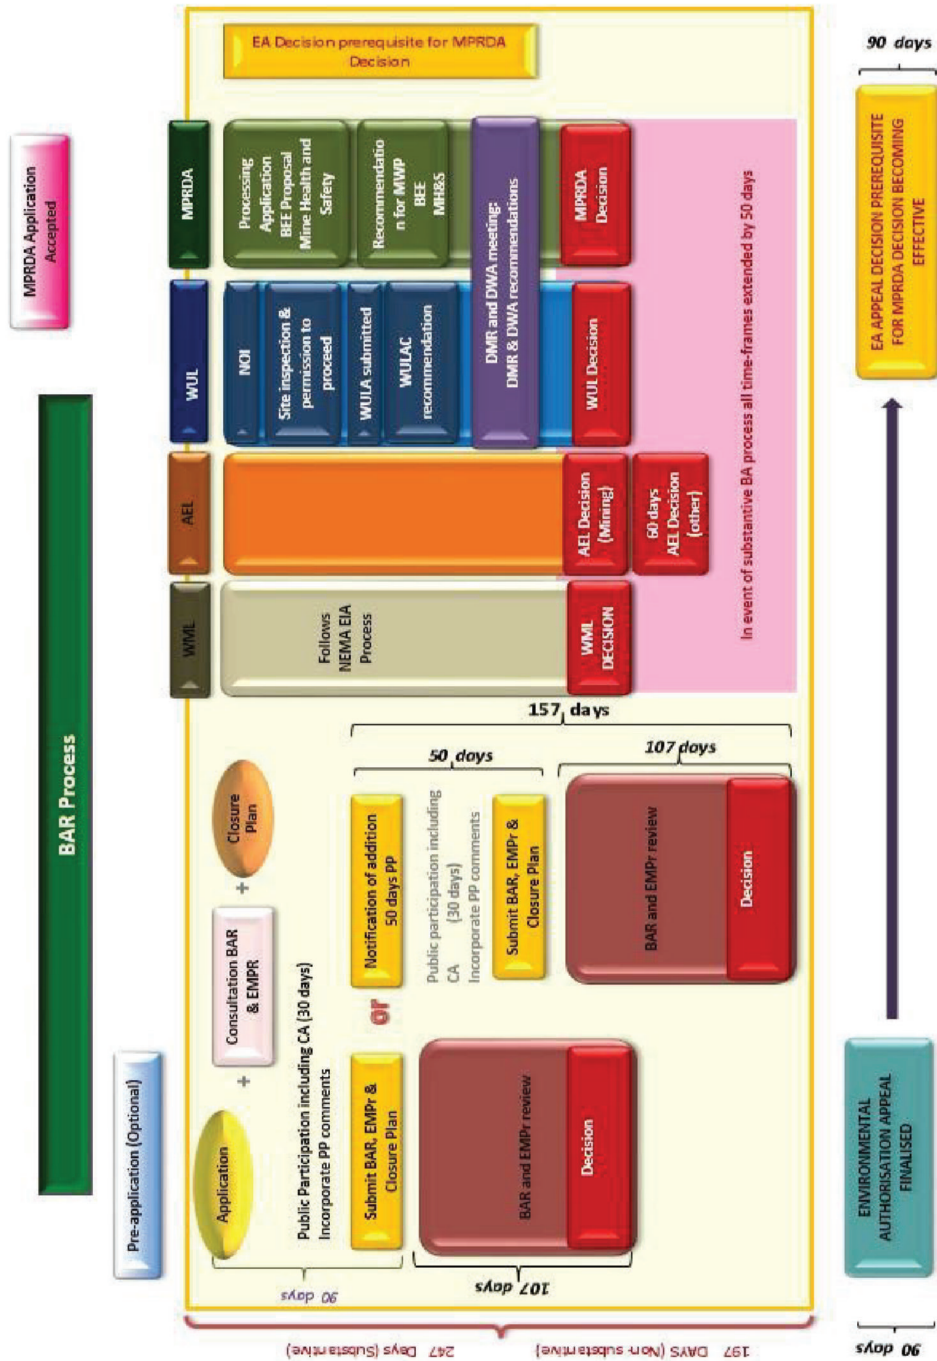 BAR Process
Pre-application (Optional)
MPRDA Application
Accepted
Application
+
Consultation BAR
& EMPR
+
Closure
Plan
Public Participation including CA (30 days)
Incorporate PP comments
90 days
Submit BAR, EMPr &
Closure Plan
or
Notification of addition
50 days PP
Public participation including
CA (30 days)
Incorporate PP comments
Submit BAR, EMPr &
Closure Plan
50 days
157 days
BAR and EMPr review
Decision
107 days
BAR and EMPr review
Decision
107 days
197 DAYS (Non- substantive)
247 Days (Substantive)
WML
Follows
NEMA EIA
Process
WML
DECISION
AEL
AEL Decision
(Mining)
60 days
AEL Decision
(other)
WUL
NOI
Site inspection &
permission to
proceed
WULA submitted
WULAC
recommendation
WUL Decision
MPRDA
Processing
Application
BEE Proposal
Mine Health and
Safety
Recommendatio
n for MWP
BEE
MH&S
DMR and DWA meeting:
DMR & DWA recommendations
MPRDA
Decision
EA Decision prerequisite for MPRDA
Decision
In event of substantive BA process all time-frames extended by 50 days
90 days
ENVIRONMENTAL
AUTHORISATION APPEAL
FINALISED
EA APPEAL DECISION PREREQUISITE
FOR MPRDA DECISION BECOMING
EFFECTIVE
90 days